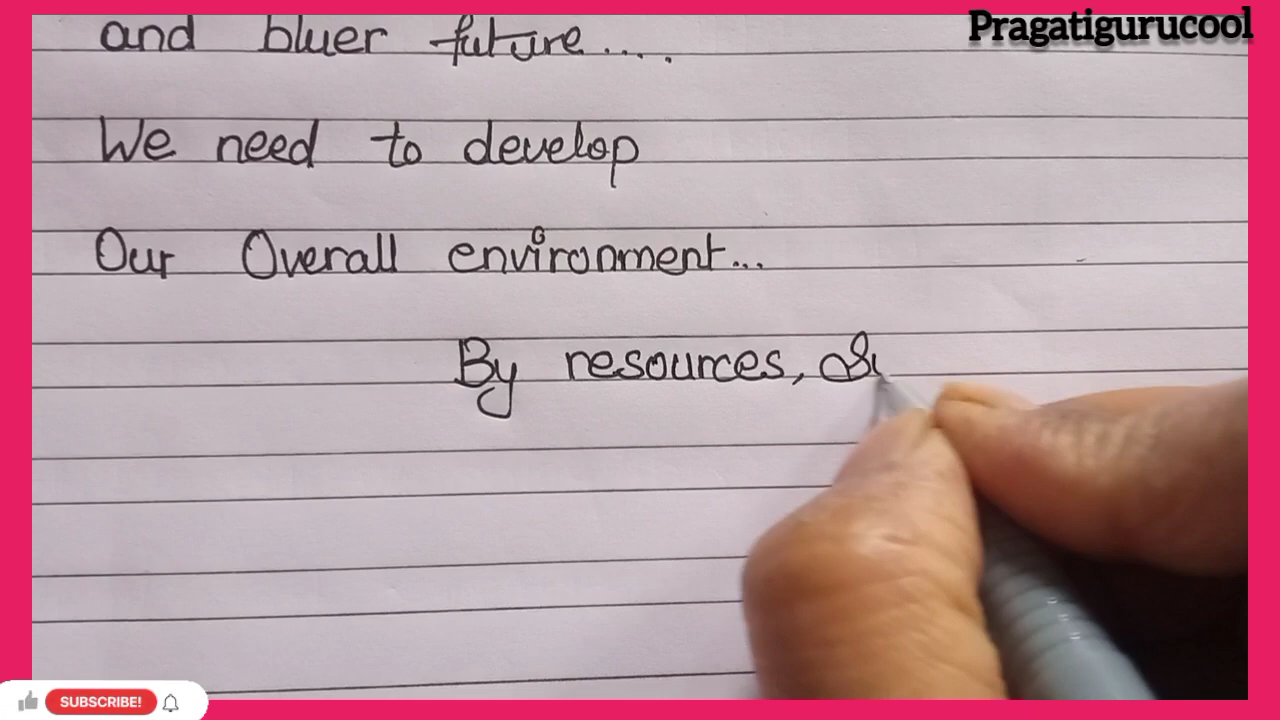 Pragatigurucool
and bluer future.....
We need to develop
Our Overall environment...
By resources,
SUBSCRIBE!